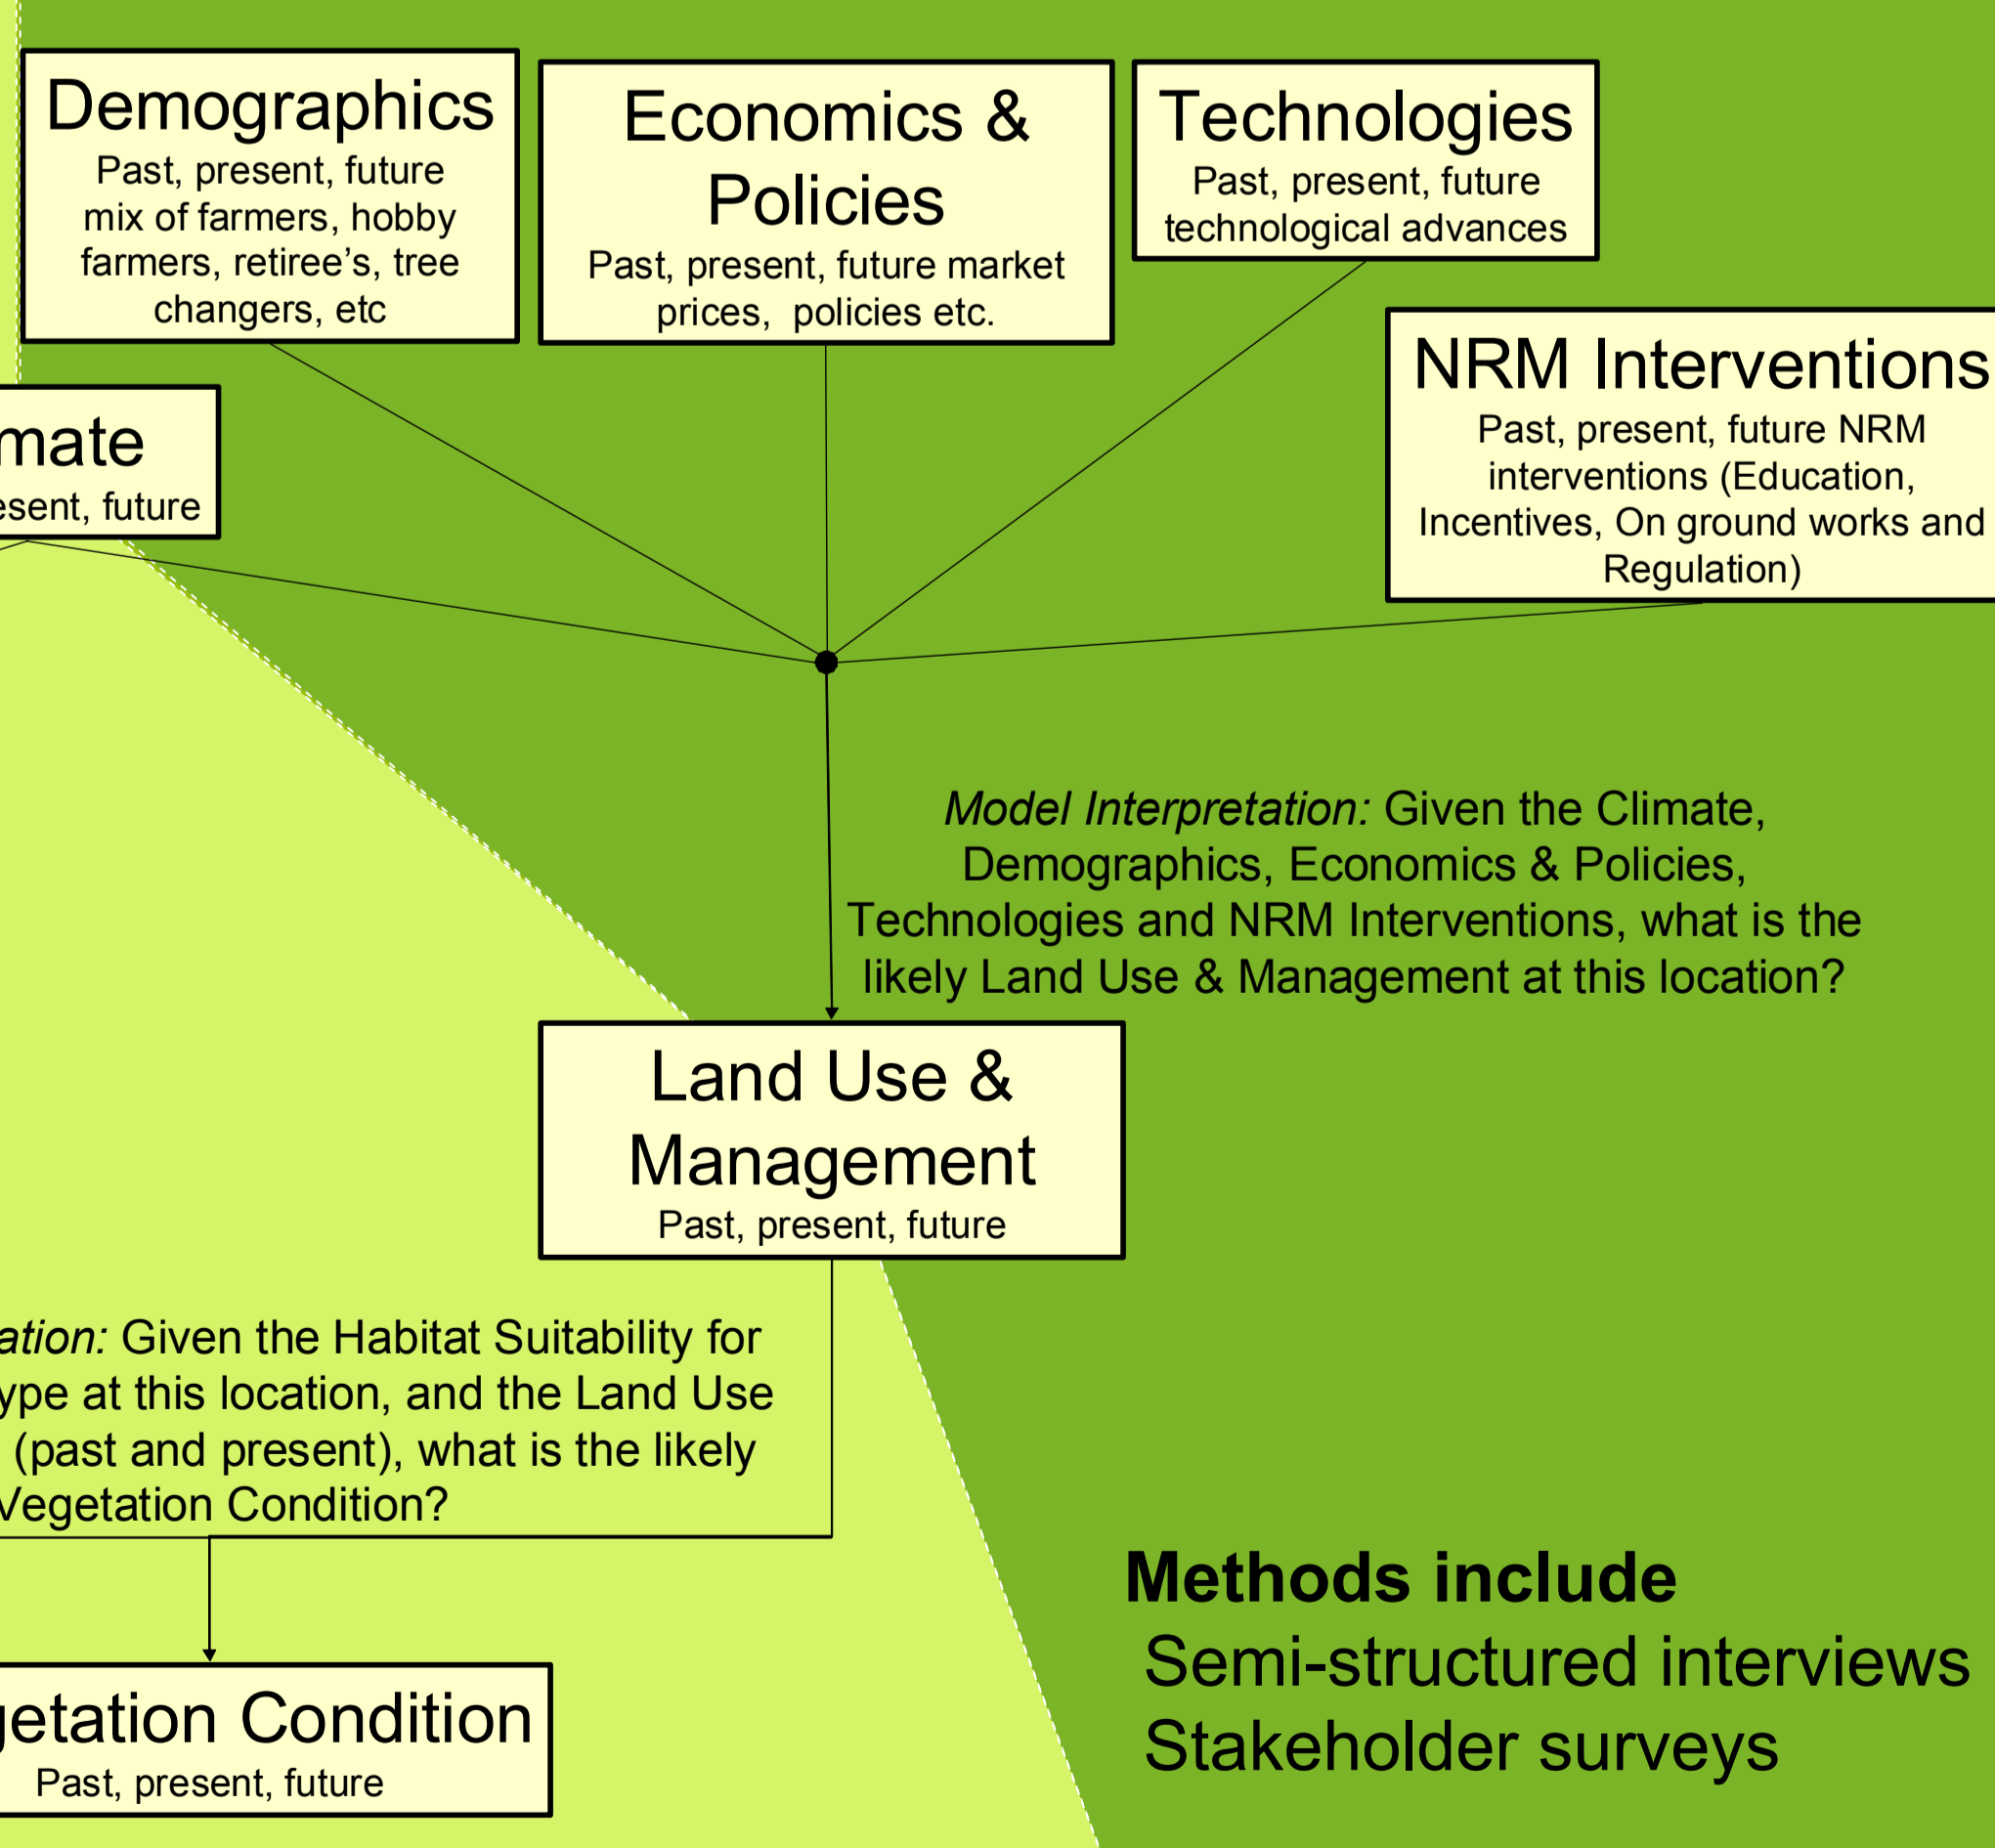 Demographics
Past, present, future
mix of farmers, hobby
farmers, retiree's, tree
changers, etc
Economics &
Policies
Past, present, future market
prices, policies etc.
Technologies
Past, present, future
technological advances
NRM Interventions
Past, present, future NRM
interventions (Education,
Incentives, On ground works and
Regulation)
mate
esent, future
Model Interpretation: Given the Climate,
Demographics, Economics & Policies,
Technologies and NRM Interventions, what is the
likely Land Use & Management at this location?
Land Use &
Management
Past, present, future
ation: Given the Habitat Suitability for
ype at this location, and the Land Use
(past and present), what is the likely
Vegetation Condition?
getation Condition
Past, present, future
Methods include
Semi-structured interviews
Stakeholder surveys